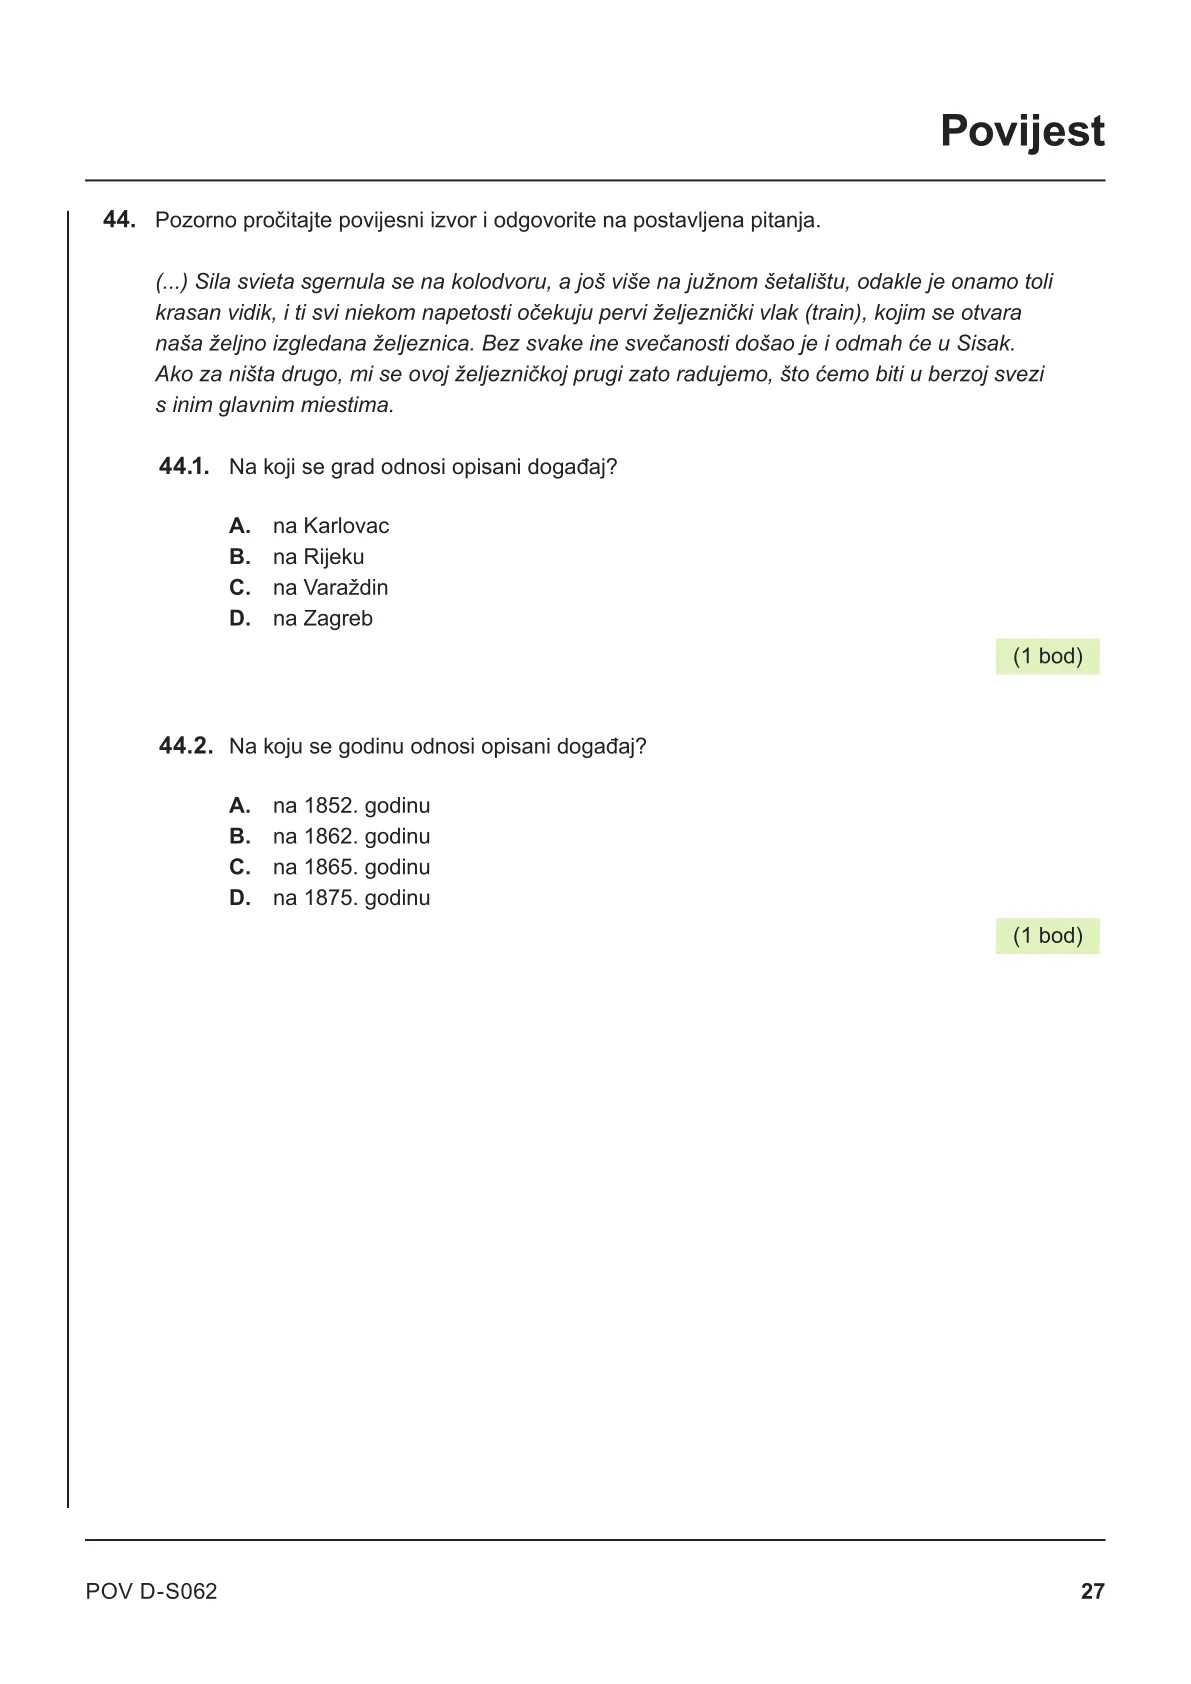 Povijest
44. Pozorno pročitajte povijesni izvor i odgovorite na postavljena pitanja.
(...) Sila svieta sgernula se na kolodvoru, a još više na južnom šetalištu, odakle je onamo toli
krasan vidik, i ti svi niekom napetosti očekuju pervi željeznički vlak (train), kojim se otvara
naša željno izgledana željeznica. Bez svake ine svečanosti došao je i odmah će u Sisak.
Ako za ništa drugo, mi se ovoj željezničkoj prugi zato radujemo, što ćemo biti u berzoj svezi
s inim glavnim miestima.
44.1. Na koji se grad odnosi opisani događaj?
A. na Karlovac
B. na Rijeku
C. na Varaždin
D. na Zagreb
(1 bod)
44.2. Na koju se godinu odnosi opisani događaj?
A. na 1852. godinu
B. na 1862. godinu
C. na 1865. godinu
D. na 1875. godinu
(1 bod)
POV D-S062
27